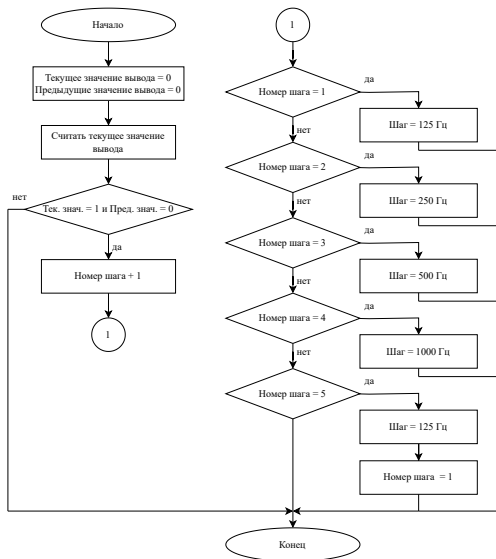 Начало
Текущее значение вывода = 0
Предыдущие значение вывода = 0
Считать текущее значение
вывода
нет
Тек. знач. = 1 и Пред. знач. = 0
да
Номер шага + 1
1
1
Номер шага = 1
да
Шаг = 125 Гц
нет
Номер шага = 2
да
Шаг = 250 Гц
нет
Номер шага = 3
да
Шаг = 500 Гц
нет
Номер шага = 4
да
Шаг = 1000 Гц
нет
Номер шага = 5
да
Шаг = 125 Гц
Номер шага = 1
Конец